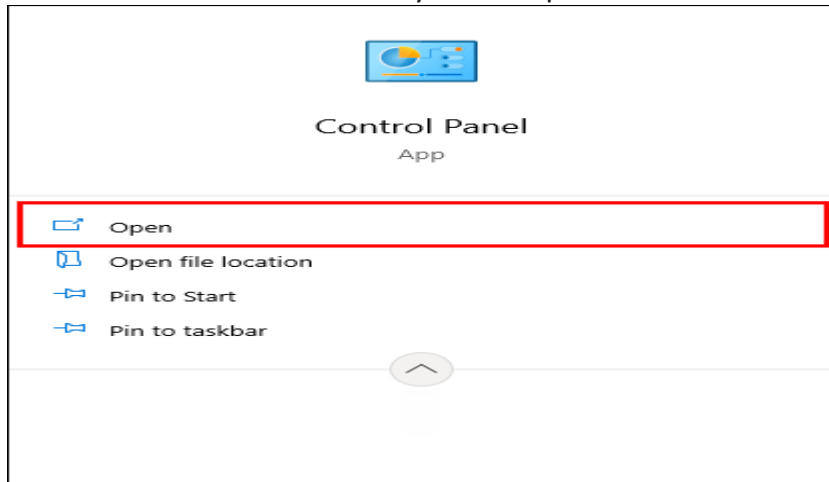 Control Panel
App
Open
Open file location
Pin to Start
Pin to taskbar